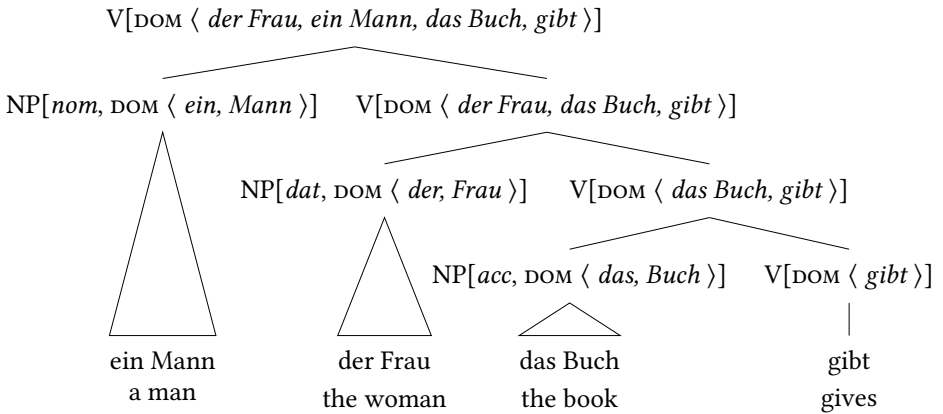 V[DOM ⟨ der Frau, ein Mann, das Buch, gibt ⟩]
NP[nom, DOM ⟨ ein, Mann ⟩] V[DOM ⟨ der Frau, das Buch, gibt ⟩]
NP[dat, DOM ⟨ der, Frau ⟩] V[DOM ⟨ das Buch, gibt ⟩]
NP[acc, DOM ⟨ das, Buch ⟩] V[DOM ⟨ gibt ⟩]
ein Mann der Frau das Buch gibt
a man the woman the book gives